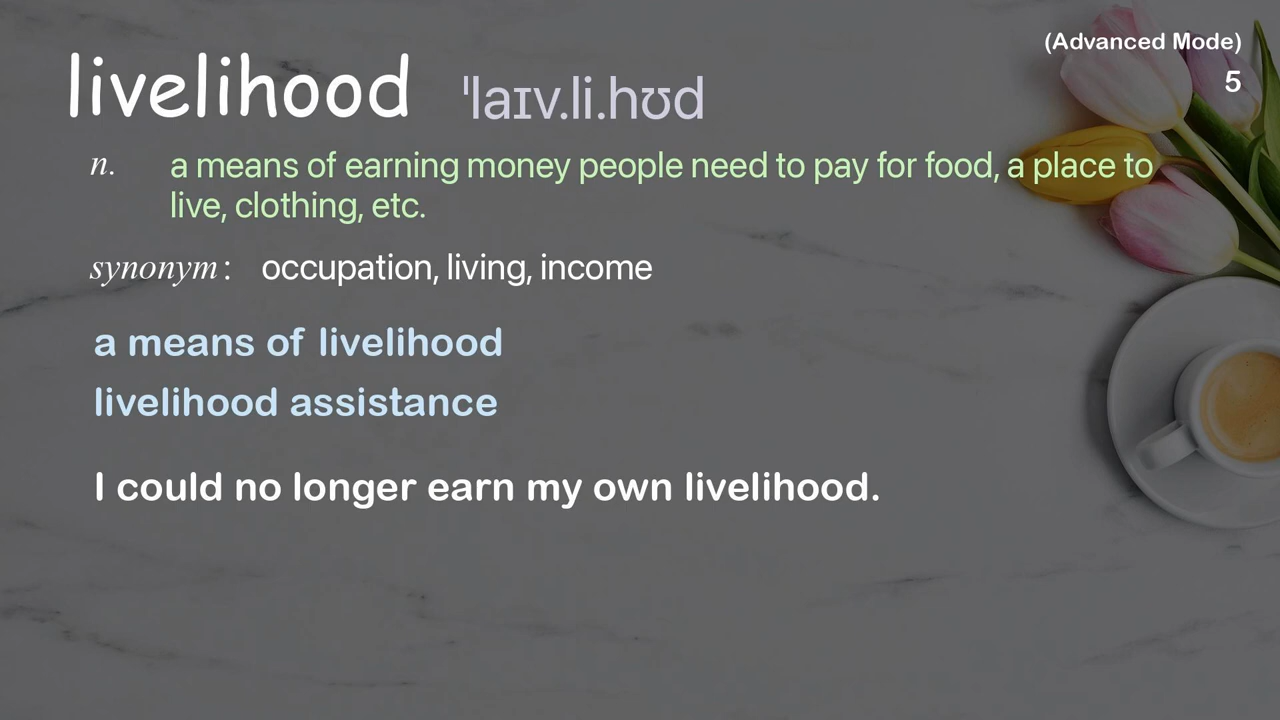 (Advanced Mode)
5
livelihood ˈlaɪv.li.hʊd
n. a means of earning money people need to pay for food, a place to
live, clothing, etc.
synonym: occupation, living, income
a means of livelihood
livelihood assistance
I could no longer earn my own livelihood.